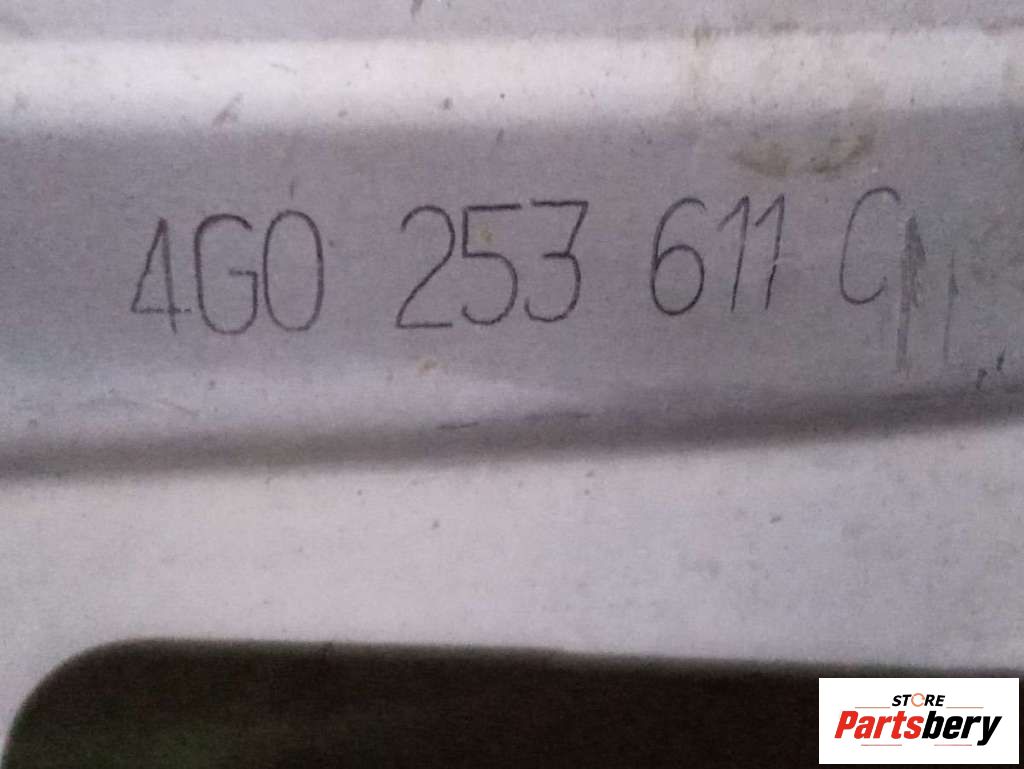 4G0 253 611 C
STORE
Partsbery